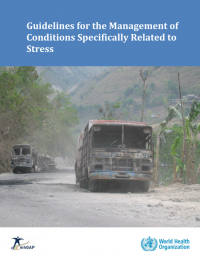 Guidelines for the Management of
Conditions Specifically Related to
Stress
mhGAP
World Health
Organization